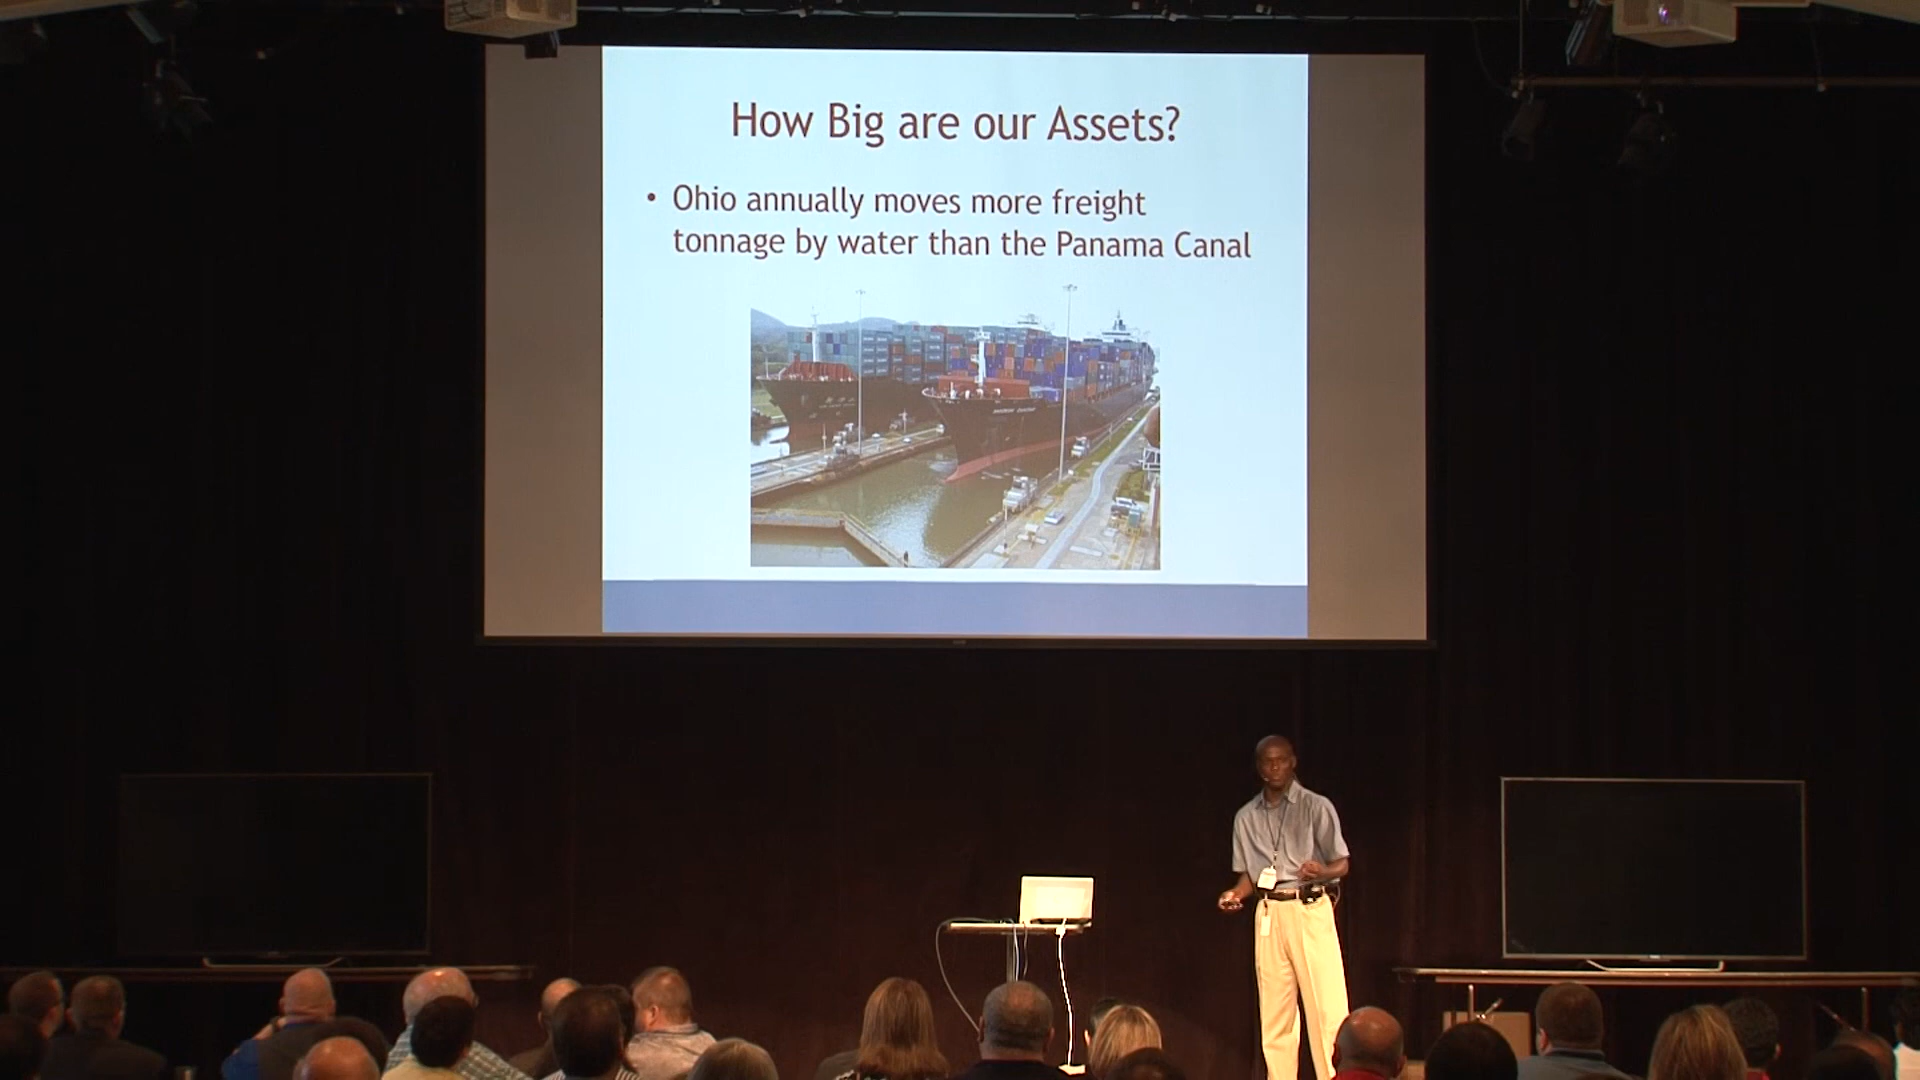 How Big are our Assets?
• Ohio annually moves more freight
tonnage by water than the Panama Canal